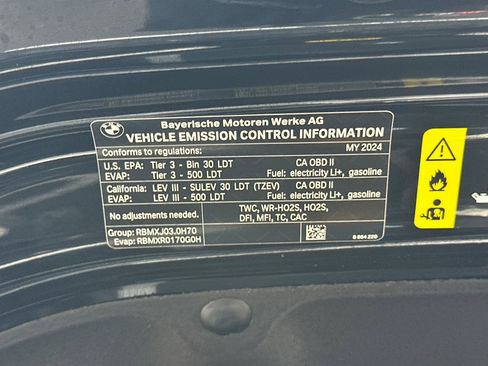 BMW
Bayerische Motoren Werke AG
VEHICLE EMISSION CONTROL INFORMATION
Conforms to regulations: MY 2024
U.S. EPA: Tier 3 - Bin 30 LDT CA OBD II
EVAP: Tier 3 - 500 LDT Fuel: electricity Li+, gasoline
California: LEV III - SULEV 30 LDT (TZEV) CA OBD II
EVAP: LEV III - 500 LDT Fuel: electricity Li+, gasoline
No adjustments needed. TWC, WR-HO2S, HO2S,
DFI, MFI, TC, CAC
Group: RBMXJ03.0H70
Evap: RBMXR0170G0H